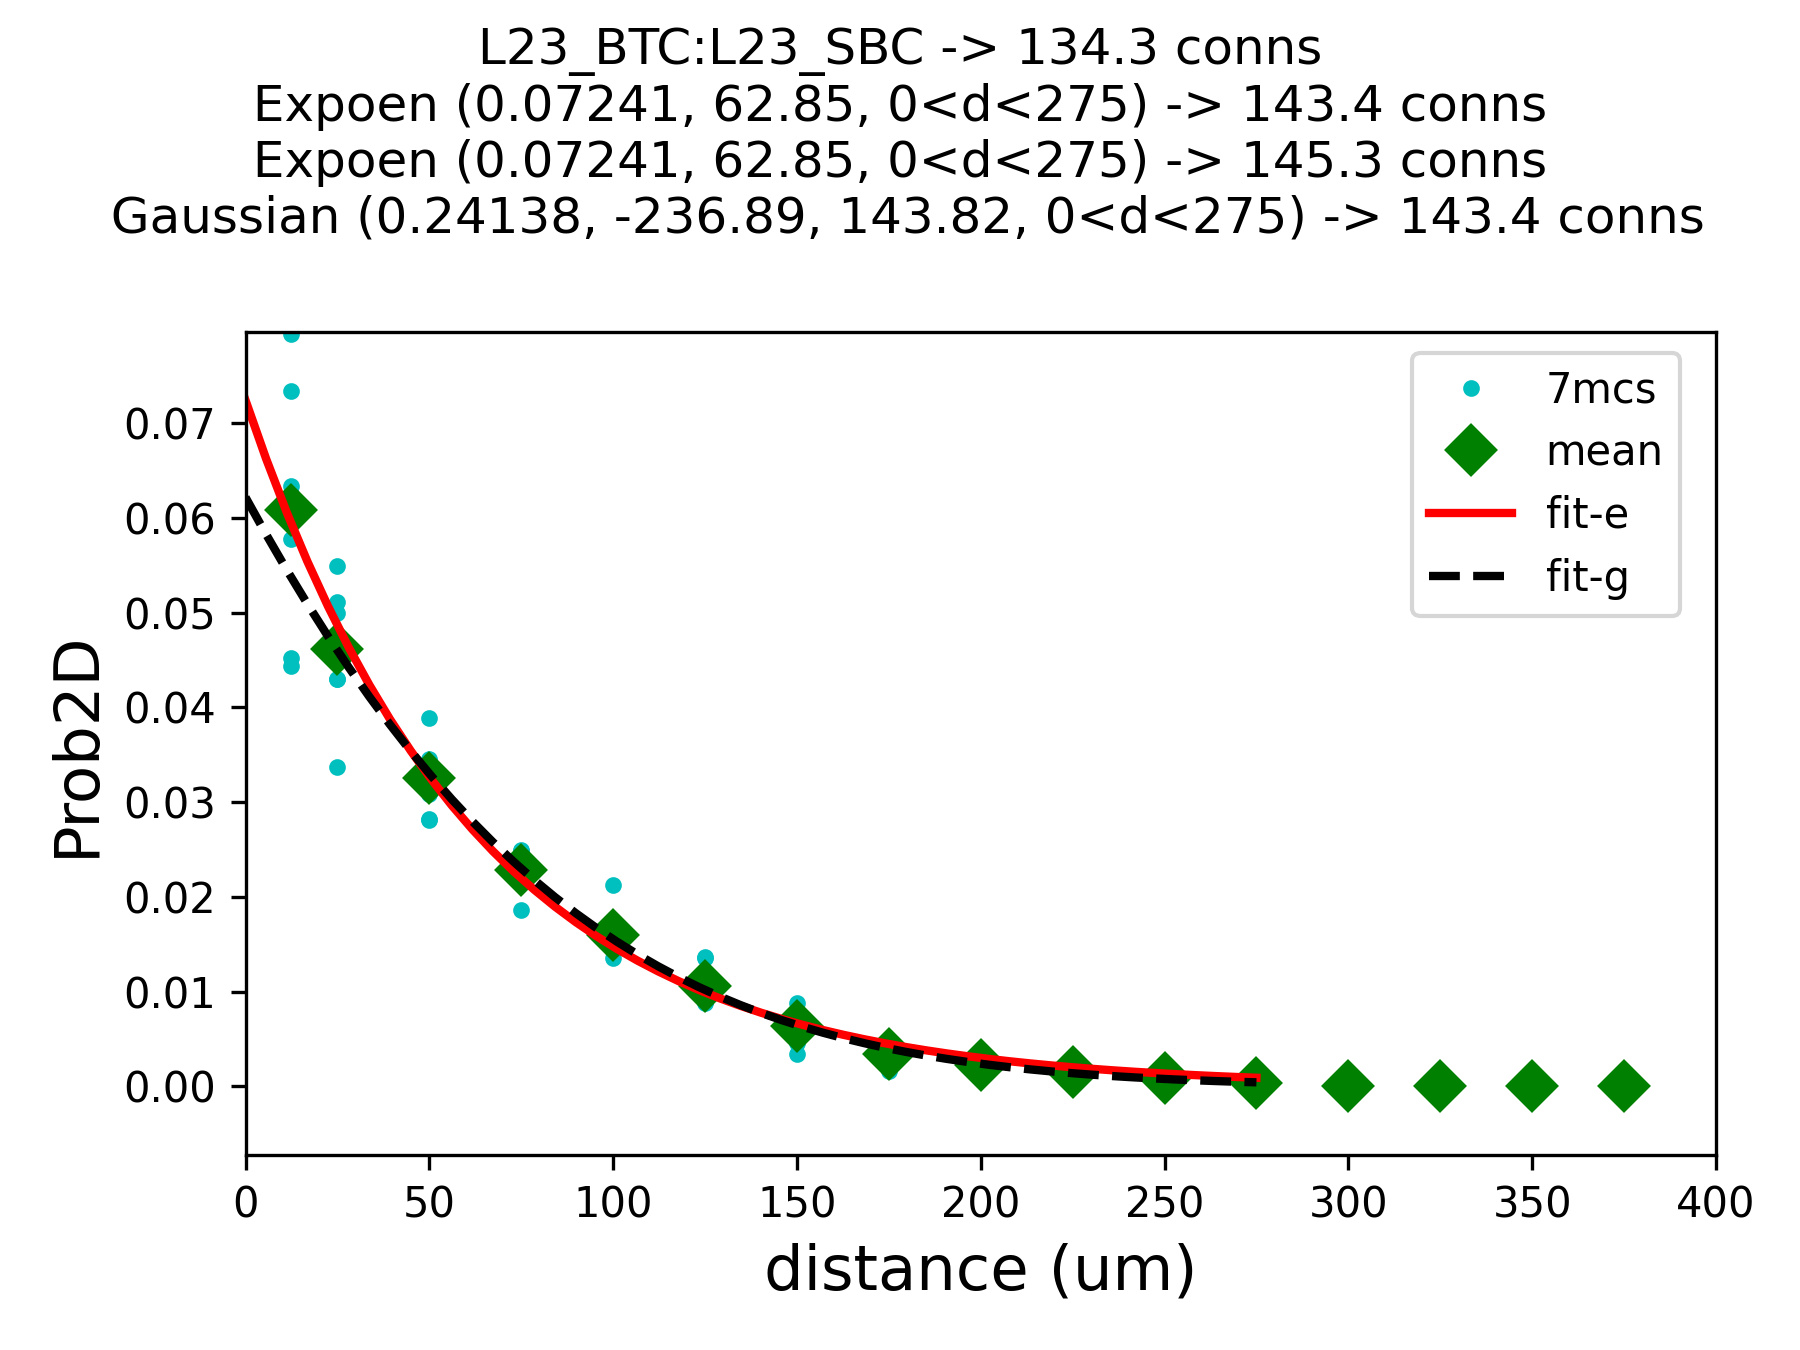 L23_BTC:L23_SBC -> 134.3 conns
Expoen (0.07241, 62.85, 0<d<275) -> 143.4 conns
Expoen (0.07241, 62.85, 0<d<275) -> 145.3 conns
Gaussian (0.24138, -236.89, 143.82, 0<d<275) -> 143.4 conns
7mcs
mean
fit-e
fit-g
Prob2D
0.07
0.06
0.05
0.04
0.03
0.02
0.01
0.00
0 50 100 150 200 250 300 350 400
distance (um)